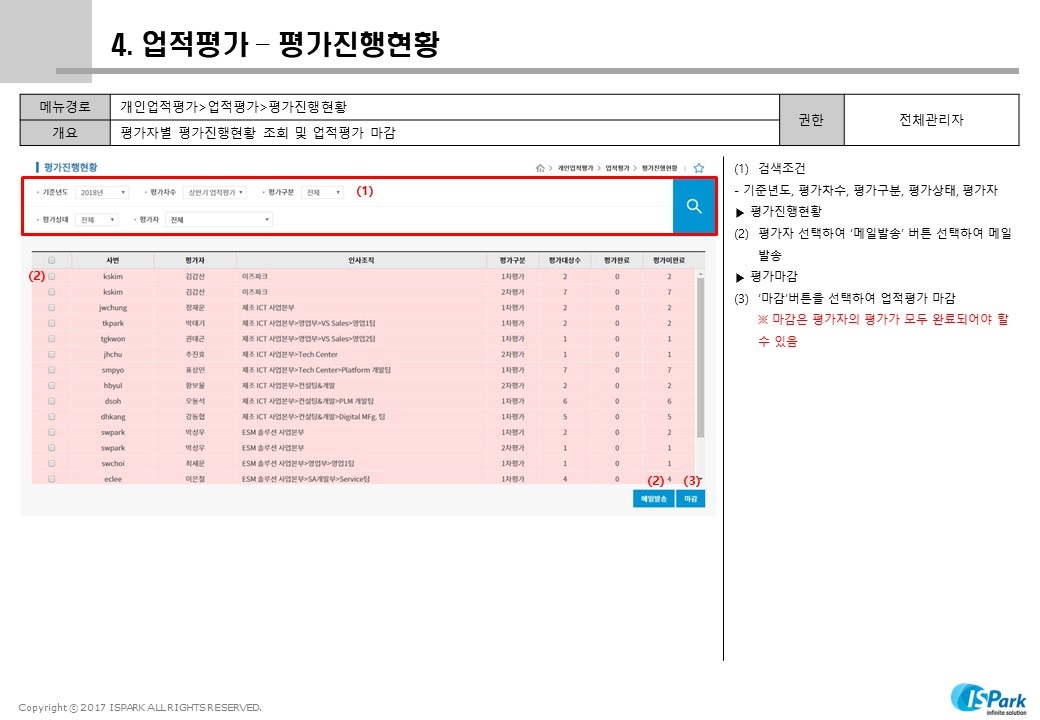 4. 업적평가 – 평가진행현황
메뉴경로 개인업적평가>업적평가>평가진행현황 권한 전체관리자
개요 평가자별 평가진행현황 조회 및 업적평가 마감
평가진행현황 > 개인업적평가 > 업적평가 > 평가진행현황
기준년도 2018년 평가차수 상반기 업적평가 평가구분 전체 (1)
평가상태 전체 평가자 전체
사번 평가자 인사조직 평가구분 평가대상수 평가완료 평가미완료
(2) kskim 김갑산 이즈파크 1차평가 2 0 2
kskim 김갑산 이즈파크 2차평가 7 0 7
jwchung 정재운 제조 ICT 사업본부 1차평가 2 0 2
tkpark 박태기 제조 ICT 사업본부>영업부>VS Sales>영업1팀 1차평가 2 0 2
tgkwon 권태곤 제조 ICT 사업본부>영업부>VS Sales>영업2팀 1차평가 1 0 1
jhchu 추진효 제조 ICT 사업본부>Tech Center 2차평가 1 0 1
smpyo 표상민 제조 ICT 사업본부>Tech Center>Platform 개발팀 1차평가 7 0 7
hbyul 황보율 제조 ICT 사업본부>컨설팅&개발 2차평가 2 0 2
dsoh 오동석 제조 ICT 사업본부>컨설팅&개발>PLM 개발팀 1차평가 6 0 6
dhkang 강동협 제조 ICT 사업본부>컨설팅&개발>Digital MFg. 팀 1차평가 5 0 5
swpark 박성우 ESM 솔루션 사업본부 1차평가 2 0 2
swpark 박성우 ESM 솔루션 사업본부 2차평가 1 0 1
swchoi 최세운 ESM 솔루션 사업본부>영업부>영업1팀 1차평가 1 0 1
eclee 이은철 ESM 솔루션 사업본부>SA개발부>Service팀 1차평가 4 0 4
(2) (3)
메일발송 마감
(1) 검색조건
- 기준년도, 평가차수, 평가구분, 평가상태, 평가자
▶ 평가진행현황
(2) 평가자 선택하여 ‘메일발송’ 버튼 선택하여 메일
발송
▶ 평가마감
(3) ‘마감’버튼을 선택하여 업적평가 마감
※ 마감은 평가자의 평가가 모두 완료되어야 할
수 있음
Copyright ⓒ 2017 ISPARK ALL RIGHTS RESERVED.
ISPark
infinite solution